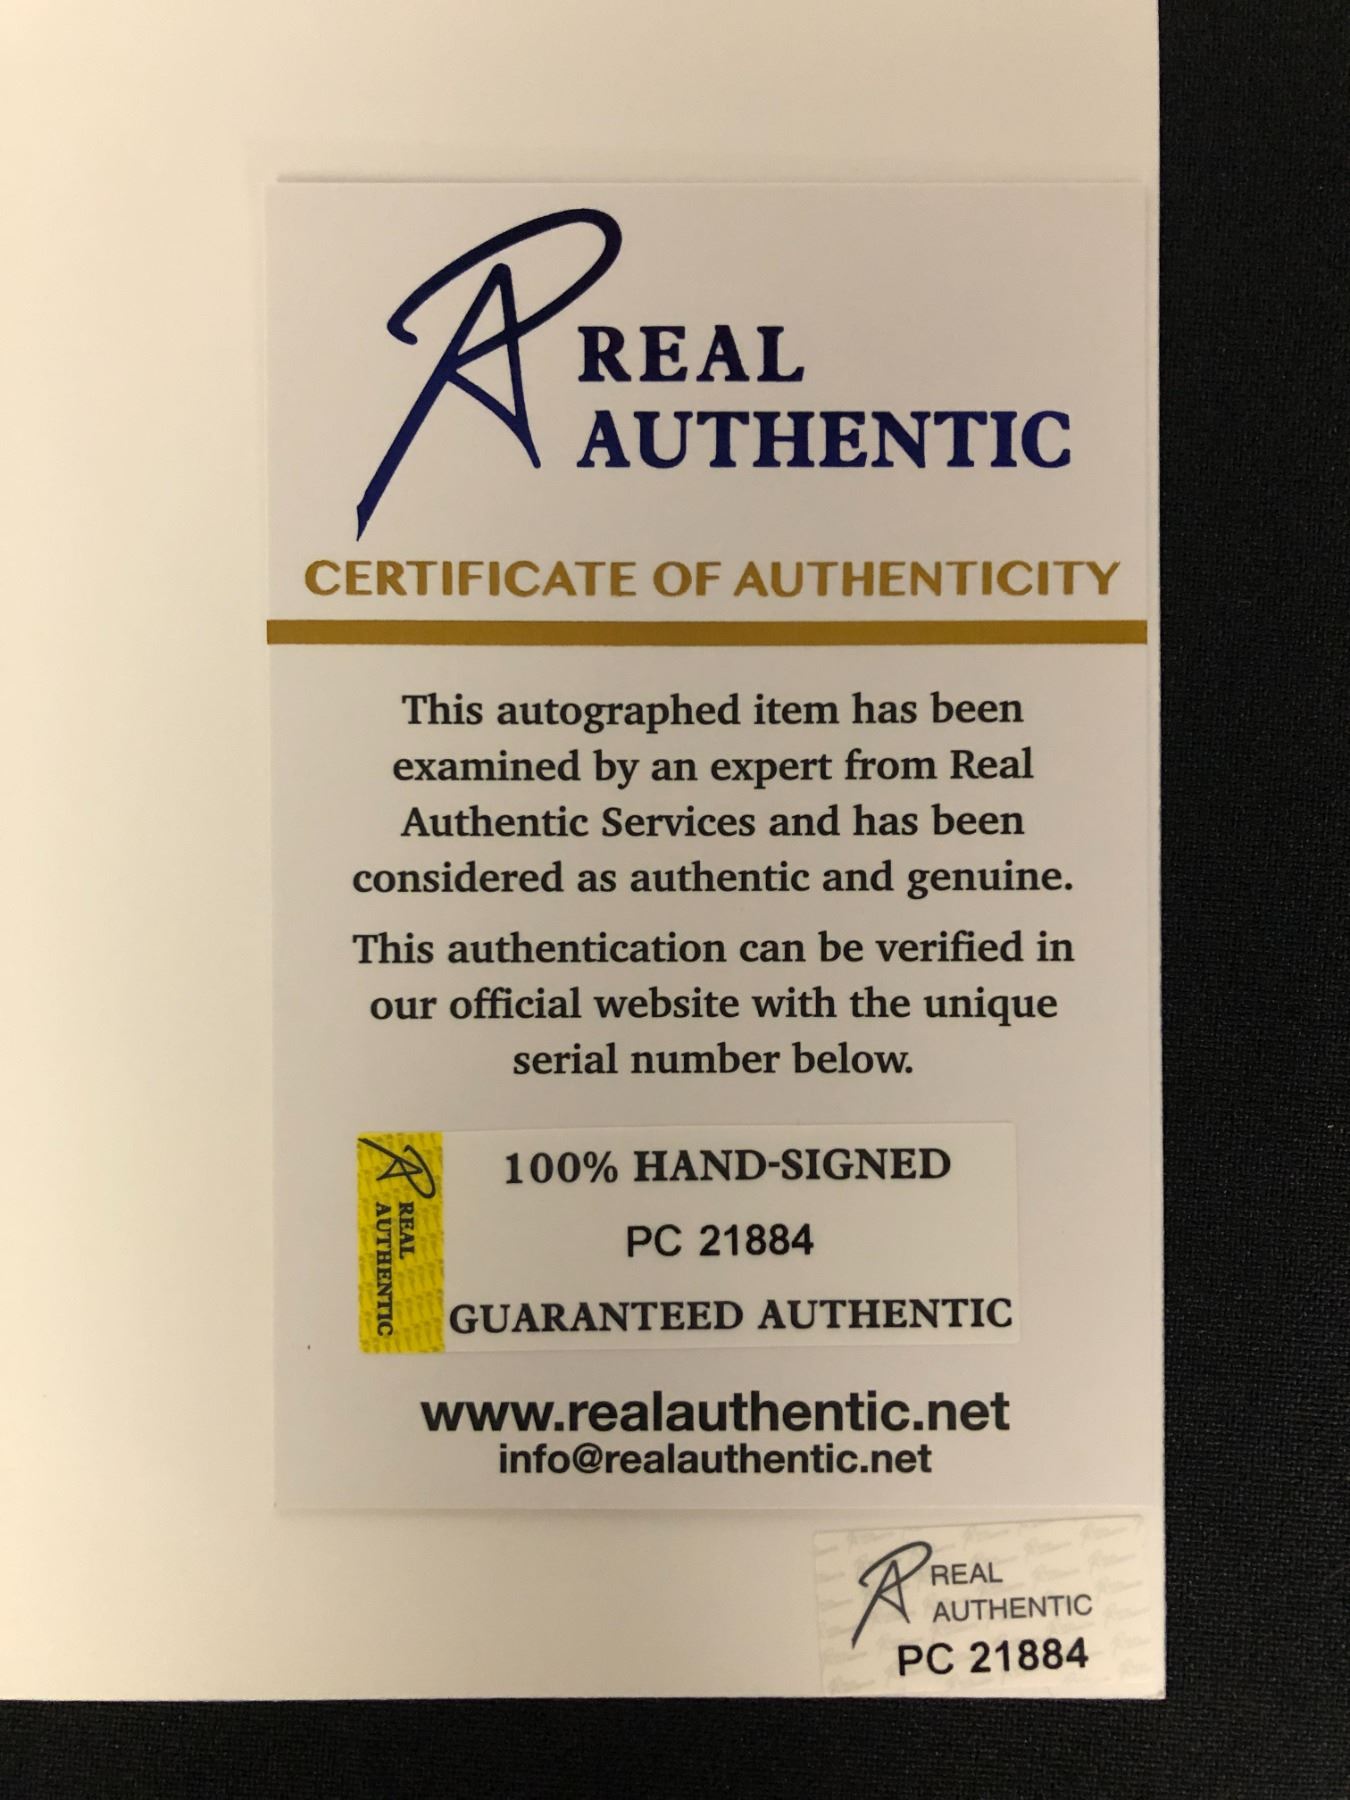 REAL
AUTHENTIC
CERTIFICATE OF AUTHENTICITY
This autographed item has been
examined by an expert from Real
Authentic Services and has been
considered as authentic and genuine.
This authentication can be verified in
our official website with the unique
serial number below.
REAL
AUTHENTIC
100% HAND-SIGNED
PC 21884
GUARANTEED AUTHENTIC
www.realauthentic.net
info@realauthentic.net
REAL
AUTHENTIC
PC 21884